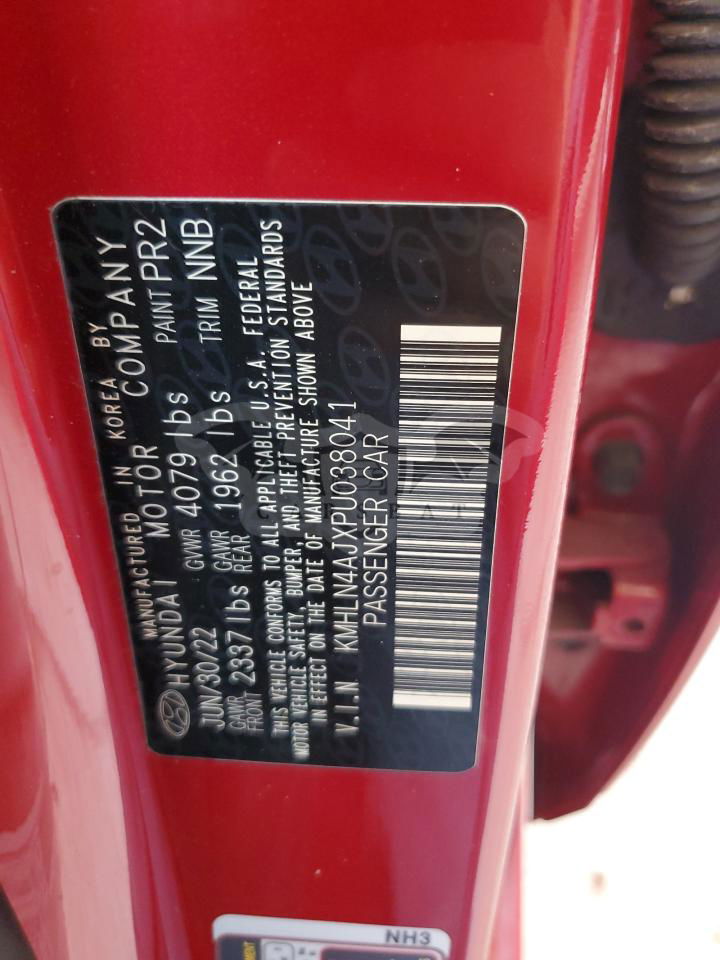 MANUFACTURED IN KOREA BY
HYUNDAI MOTOR COMPANY
JUN/30/22 GVWR 4079 lbs PAINT PR2
GAWR FRONT 2337 lbs GAWR REAR 1962 lbs TRIM NNB
THIS VEHICLE CONFORMS TO ALL APPLICABLE U.S.A. FEDERAL
MOTOR VEHICLE SAFETY, BUMPER, AND THEFT PREVENTION STANDARDS
IN EFFECT ON THE DATE OF MANUFACTURE SHOWN ABOVE
V.I.N KMHLN4AJXPU038041
PASSENGER CAR
NH3